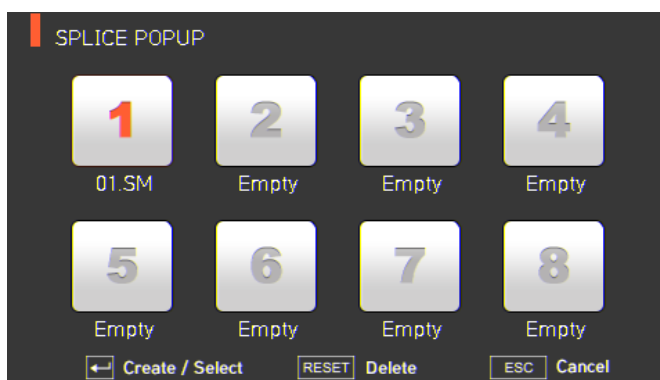 SPLICE POPUP
1 2 3 4
01.SM Empty Empty Empty
5 6 7 8
Empty Empty Empty Empty
Create / Select RESET Delete ESC Cancel